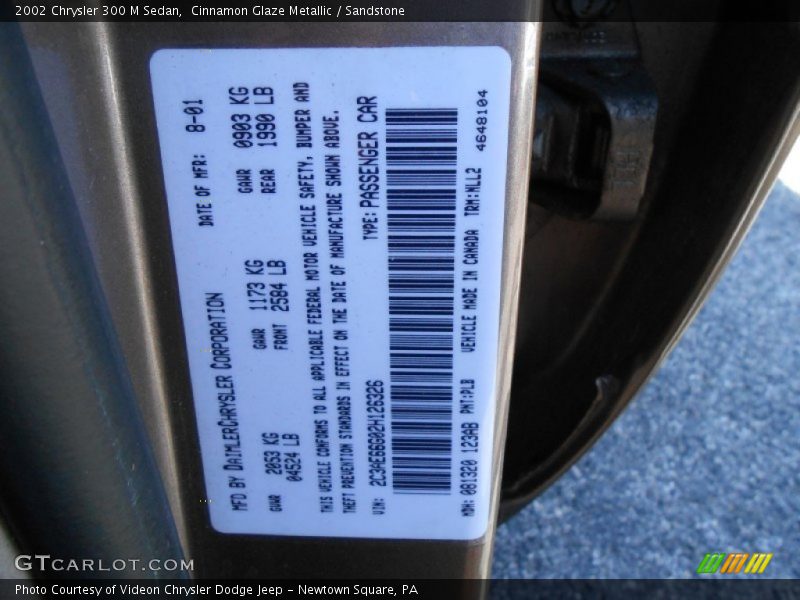 2002 Chrysler 300 M Sedan,  Cinnamon Glaze Metallic / Sandstone
MFD BY DAIMLERCHRYSLER CORPORATION
DATE OF MFR: 8-01
GVWR 2053 KG
04524 LB
GAWR FRONT 1173 KG
2584 LB
GAWR REAR 0903 KG
1990 LB
THIS VEHICLE CONFORMS TO ALL APPLICABLE FEDERAL MOTOR VEHICLE SAFETY, BUMPER AND
THEFT PREVENTION STANDARDS IN EFFECT ON THE DATE OF MANUFACTURE SHOWN ABOVE.
VIN: 2C3AE66G02H126326
TYPE: PASSENGER CAR
MDH: 081320 123AB PNT:PLB VEHICLE MADE IN CANADA TRM:NLL2
4648104
GTCARLOT.COM
Photo Courtesy of Videon Chrysler Dodge Jeep – Newtown Square, PA